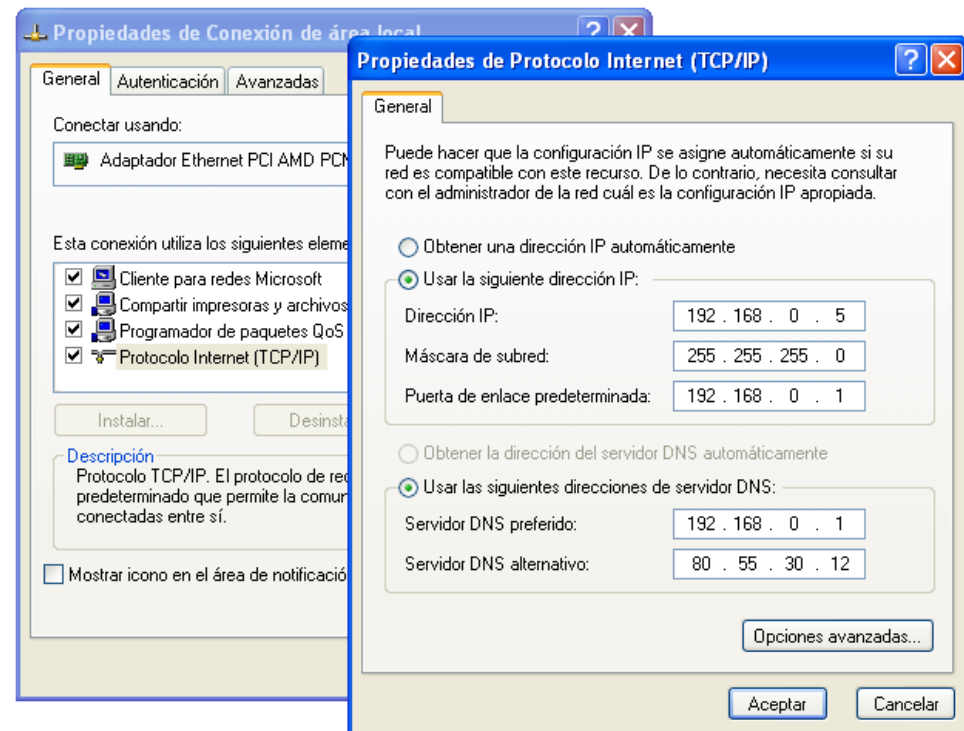 Propiedades de Conexión de área local
General
Autenticación
Avanzadas
Conectar usando:
Adaptador Ethernet PCI AMD
Esta conexión utiliza los siguientes
Cliente para redes Microsoft
Compartir impresoras y archivos
Programador de paquetes QoS
Protocolo Internet (TCP/IP)
Instalar...
Descripción
Protocolo TCP/IP. El protocolo de
predeterminado que permite la
conectadas entre sí.
Mostrar icono en el área de
Propiedades de Protocolo Internet (TCP/IP)
General
Puede hacer que la configuración IP se asigne automáticamente si su
red es compatible con este recurso. De lo contrario, necesita consultar
con el administrador de la red cuál es la configuración IP apropiada.
Obtener una dirección IP automáticamente
Usar la siguiente dirección IP:
Dirección IP: 192 . 168 . 0 . 5
Máscara de subred: 255 . 255 . 255 . 0
Puerta de enlace predeterminada: 192 . 168 . 0 . 1
Obtener la dirección del servidor DNS automáticamente
Usar las siguientes direcciones de servidor DNS:
Servidor DNS preferido: 192 . 168 . 0 . 1
Servidor DNS alternativo: 80 . 55 . 30 . 12
Opciones avanzadas...
Aceptar
Cancelar